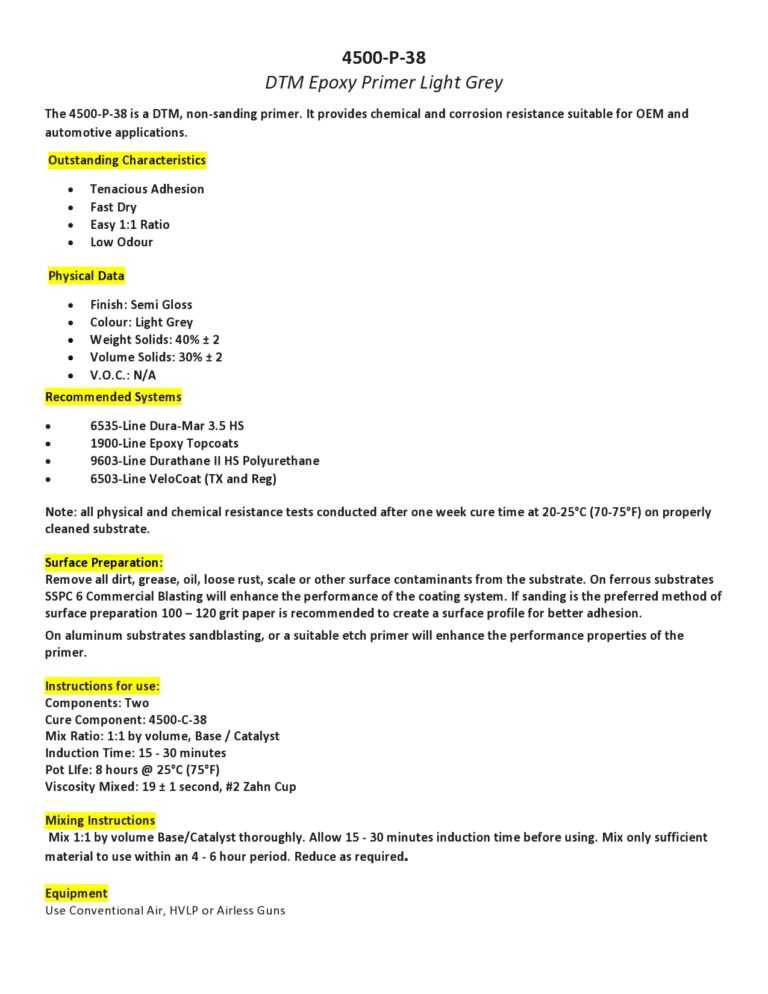 4500-P-38
DTM Epoxy Primer Light Grey
The 4500-P-38 is a DTM, non-sanding primer. It provides chemical and corrosion resistance suitable for OEM and
automotive applications.
Outstanding Characteristics
• Tenacious Adhesion
• Fast Dry
• Easy 1:1 Ratio
• Low Odour
Physical Data
• Finish: Semi Gloss
• Colour: Light Grey
• Weight Solids: 40% ± 2
• Volume Solids: 30% ± 2
• V.O.C.: N/A
Recommended Systems
• 6535-Line Dura-Mar 3.5 HS
• 1900-Line Epoxy Topcoats
• 9603-Line Durathane II HS Polyurethane
• 6503-Line VeloCoat (TX and Reg)
Note: all physical and chemical resistance tests conducted after one week cure time at 20-25°C (70-75°F) on properly
cleaned substrate.
Surface Preparation:
Remove all dirt, grease, oil, loose rust, scale or other surface contaminants from the substrate. On ferrous substrates
SSPC 6 Commercial Blasting will enhance the performance of the coating system. If sanding is the preferred method of
surface preparation 100 – 120 grit paper is recommended to create a surface profile for better adhesion.
On aluminum substrates sandblasting, or a suitable etch primer will enhance the performance properties of the
primer.
Instructions for use:
Components: Two
Cure Component: 4500-C-38
Mix Ratio: 1:1 by volume, Base / Catalyst
Induction Time: 15 - 30 minutes
Pot LIfe: 8 hours @ 25°C (75°F)
Viscosity Mixed: 19 ± 1 second, #2 Zahn Cup
Mixing Instructions
Mix 1:1 by volume Base/Catalyst thoroughly. Allow 15 - 30 minutes induction time before using. Mix only sufficient
material to use within an 4 - 6 hour period. Reduce as required.
Equipment
Use Conventional Air, HVLP or Airless Guns